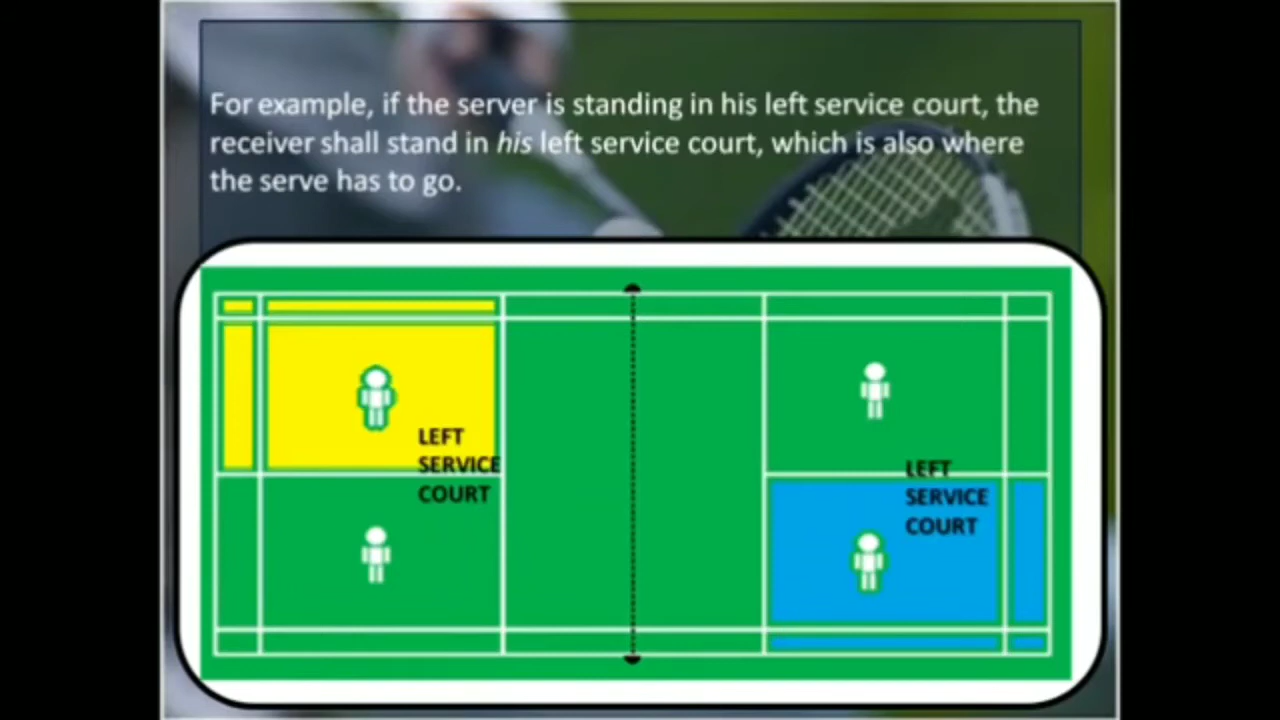 For example, if the server is standing in his left service court, the
receiver shall stand in his left service court, which is also where
the serve has to go.
LEFT
SERVICE
COURT
LEFT
SERVICE
COURT